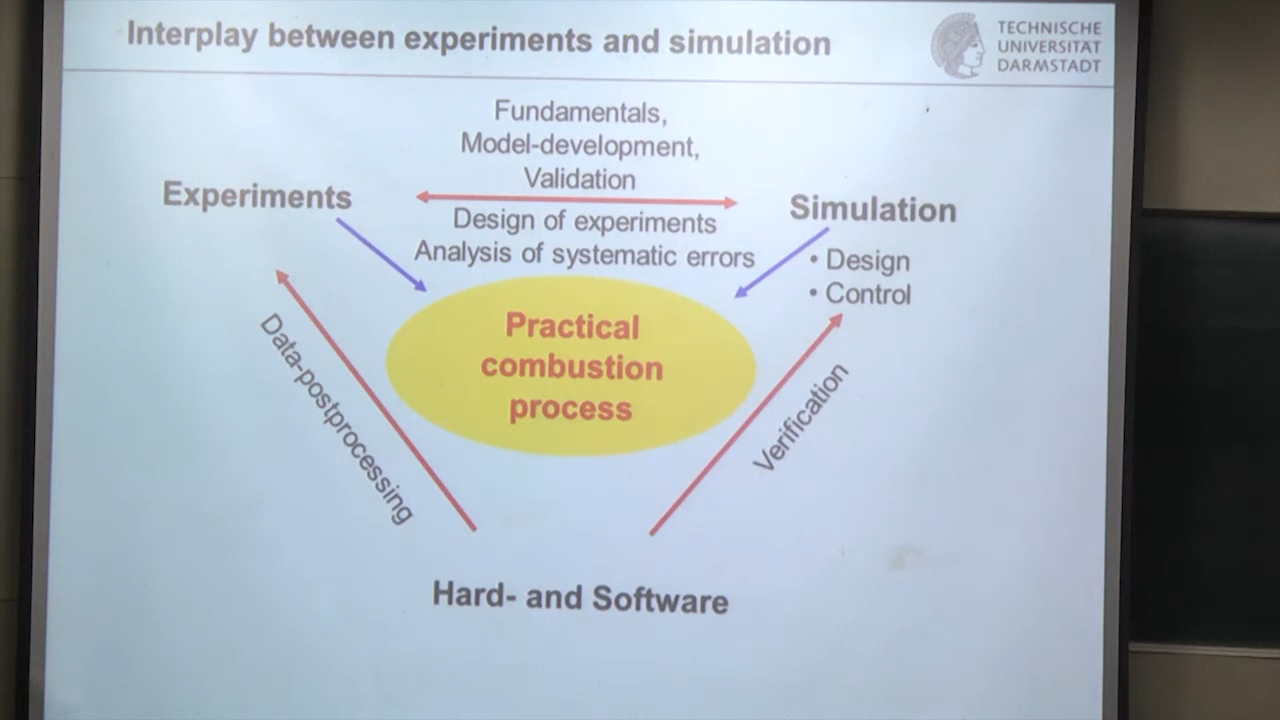 Interplay between experiments and simulation
TECHNISCHE
UNIVERSITÄT
DARMSTADT
Fundamentals,
Model-development,
Validation
Experiments
Simulation
Design of experiments
Analysis of systematic errors
• Design
• Control
Practical
combustion
process
Data-postprocessing
Verification
Hard- and Software